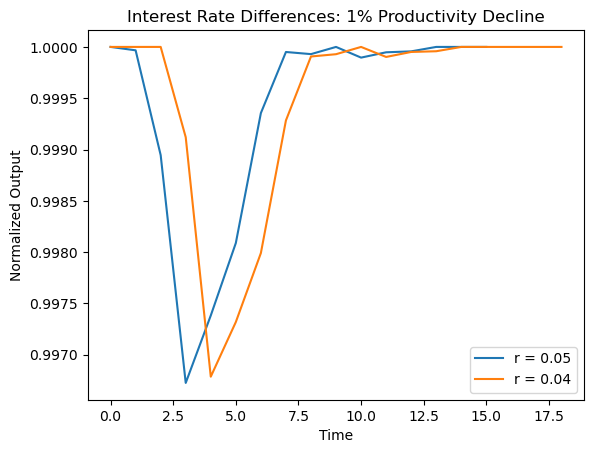 Interest Rate Differences: 1% Productivity Decline
1.0000
0.9995
0.9990
0.9985
0.9980
0.9975
0.9970
Normalized Output
r = 0.05
r = 0.04
0.0 2.5 5.0 7.5 10.0 12.5 15.0 17.5
Time